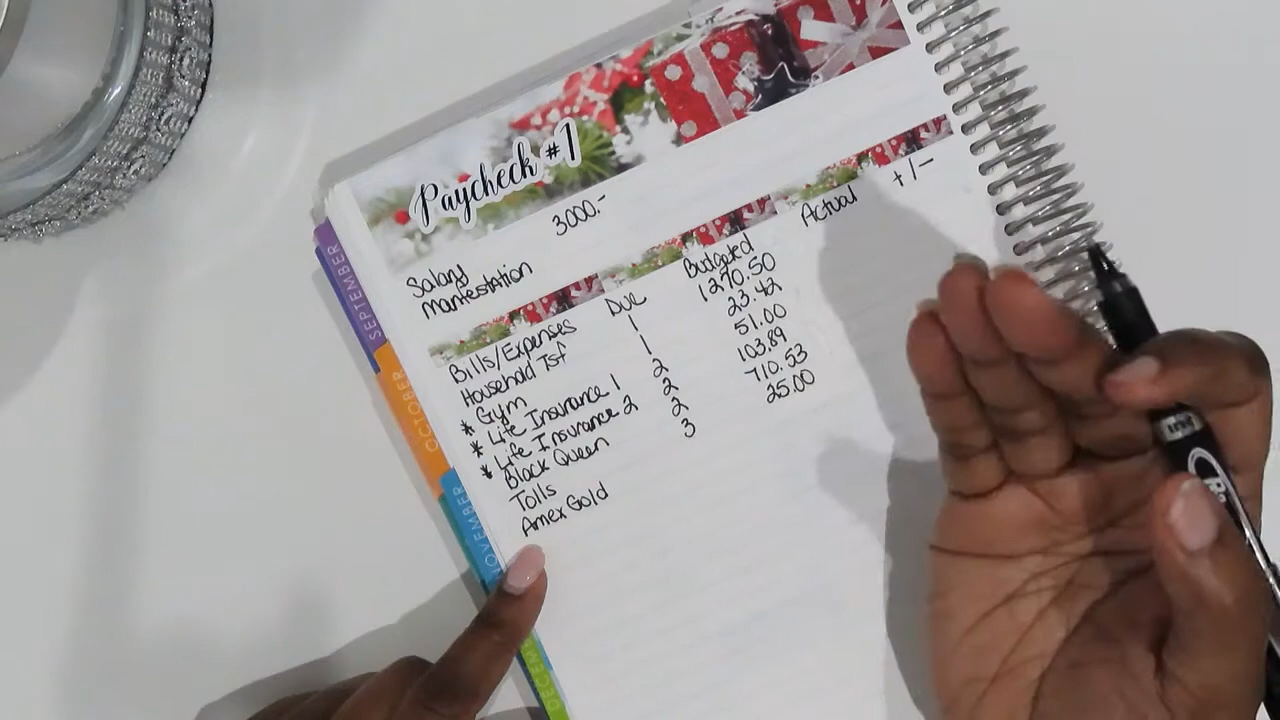 Paycheck #1
Salary 3000.-
Manifestation
Bills/Expenses Due Budgeted Actual +/-
Household Tsf 1 1270.50
* Gym 1 23.42
* Life Insurance 1 2 51.00
* Life Insurance 2 2 103.89
Black Queen 2 710.53
Tolls 3 25.00
Amex Gold
SEPTEMBER
OCTOBER
NOVEMBER
DECEM